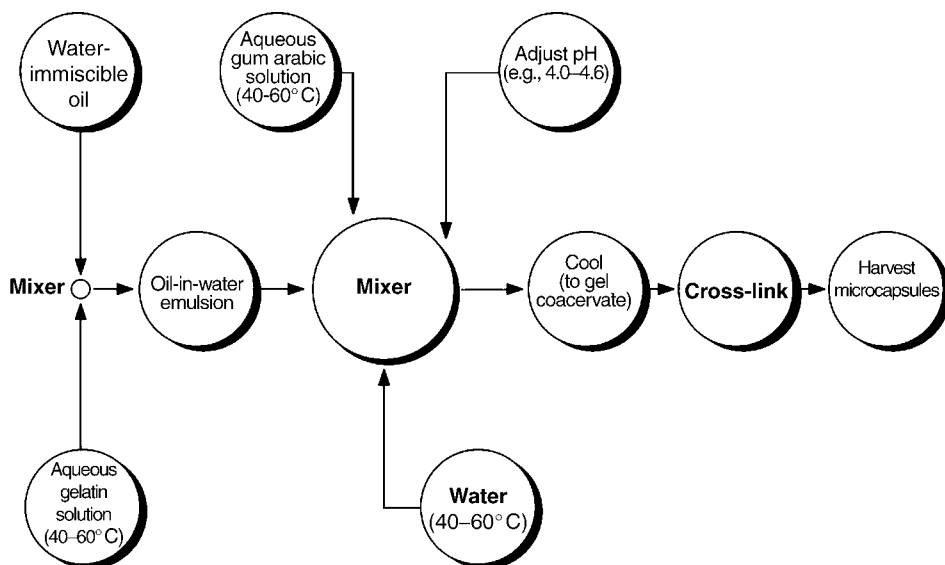 Water-
immiscible
oil
Aqueous
gum arabic
solution
(40-60°C)
Adjust pH
(e.g., 4.0–4.6)
Mixer
Oil-in-water
emulsion
Mixer
Cool
(to gel
coacervate)
Cross-link
Harvest
microcapsules
Aqueous
gelatin
solution
(40–60°C)
Water
(40–60°C)